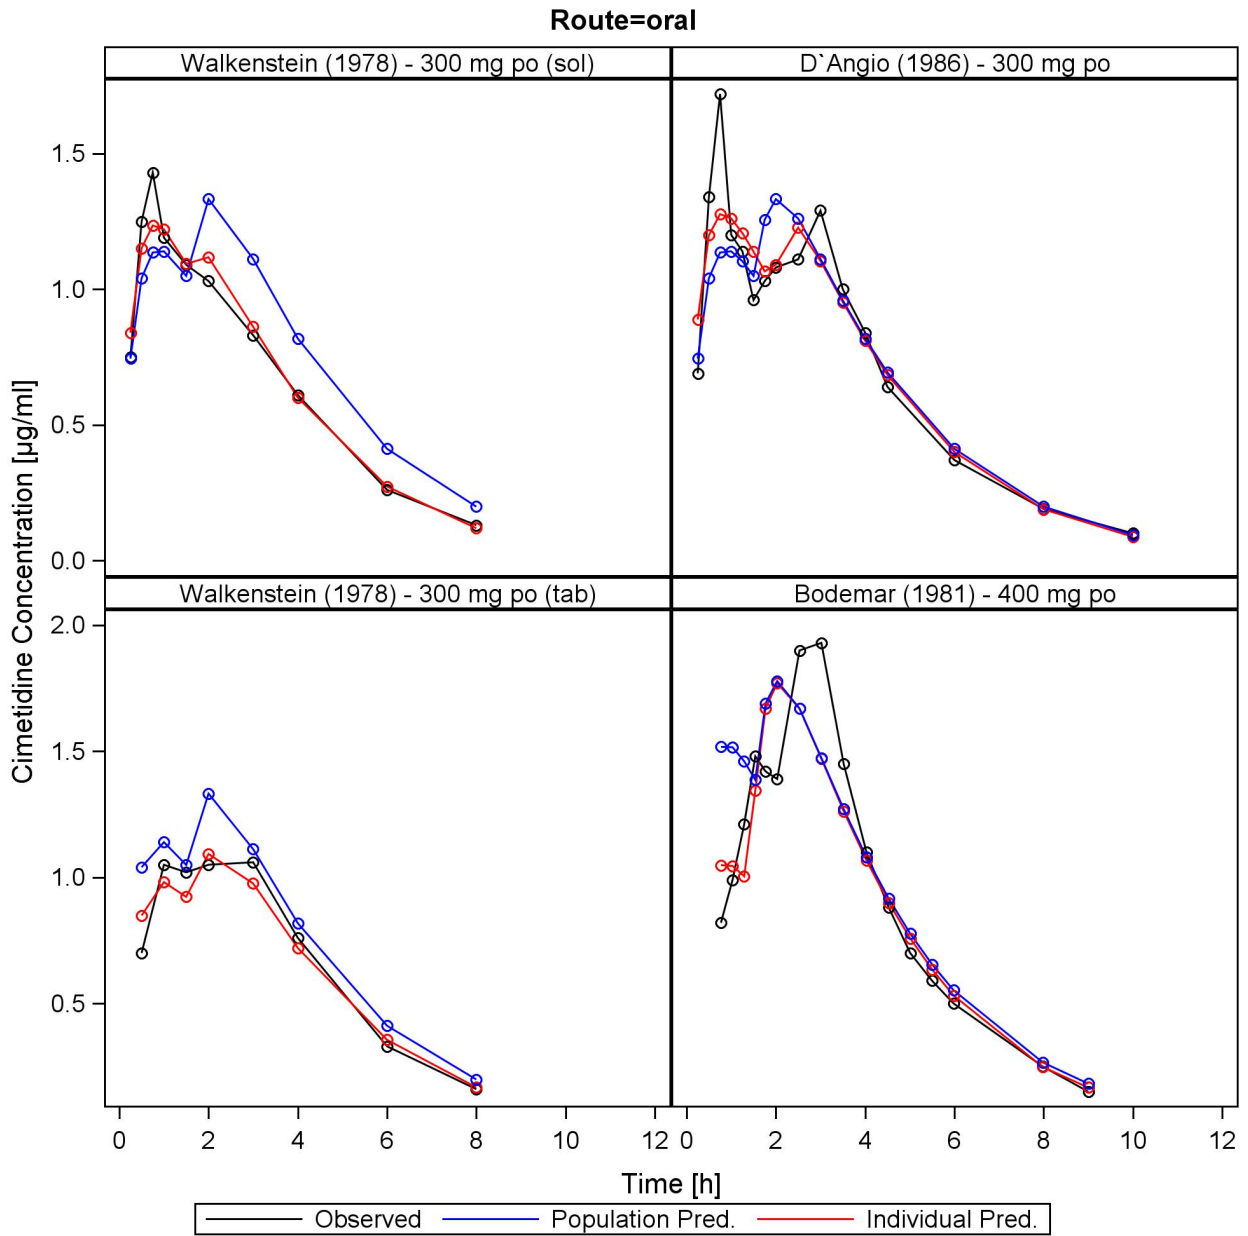 Route=oral
Walkenstein (1978) - 300 mg po (sol)
D`Angio (1986) - 300 mg po
1.5
1.0
0.5
0.0
Cimetidine Concentration [µg/ml]
Walkenstein (1978) - 300 mg po (tab)
Bodemar (1981) - 400 mg po
2.0
1.5
1.0
0.5
0 2 4 6 8 10 12 0 2 4 6 8 10 12
Time [h]
Observed Population Pred. Individual Pred.